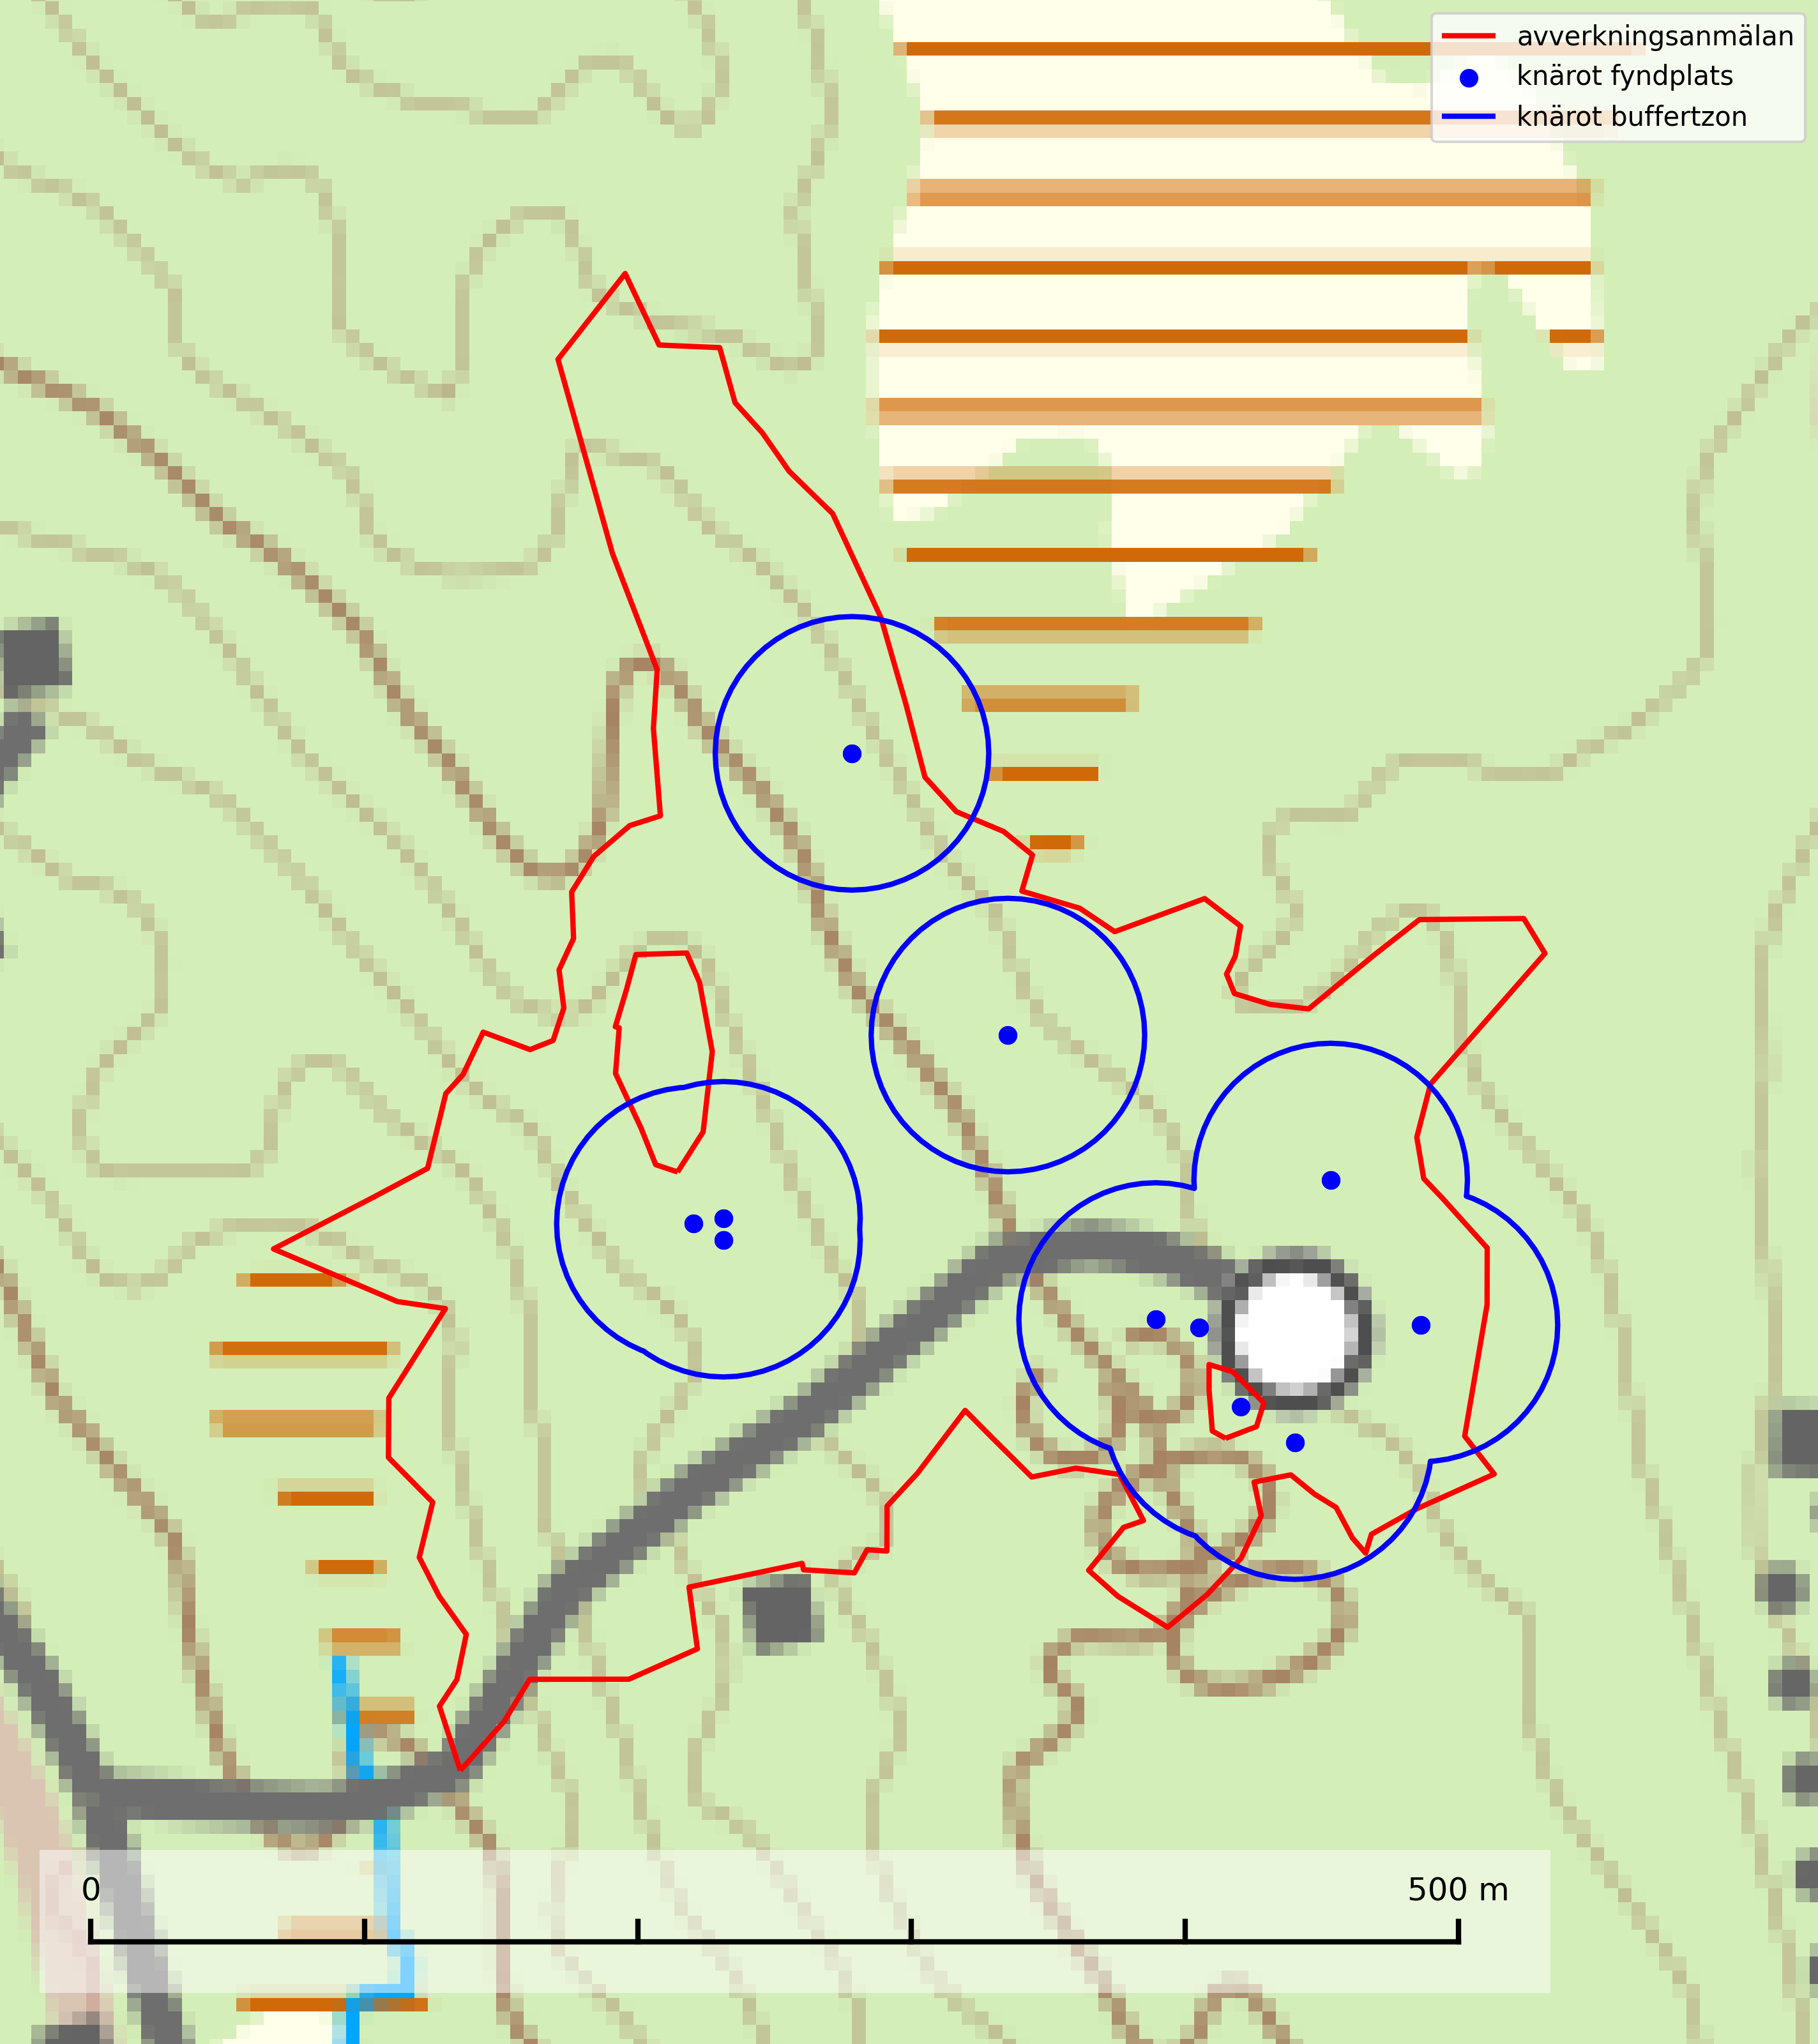 avverkningsanmälan
knärot fyndplats
knärot buffertzon
0
500 m